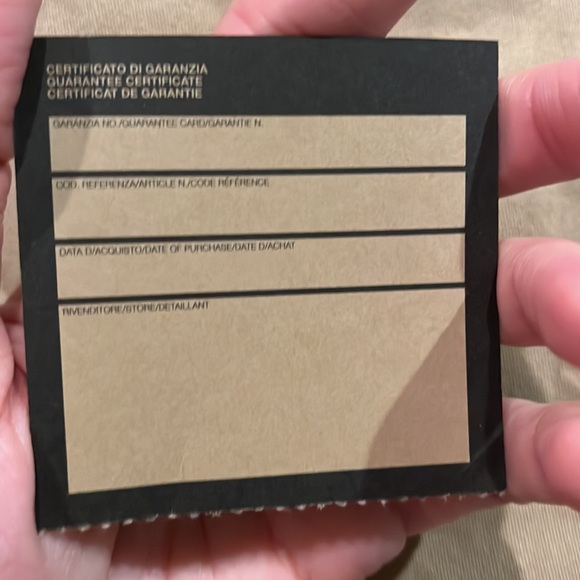 CERTIFICATO DI GARANZIA
GUARANTEE CERTIFICATE
CERTIFICAT DE GARANTIE
GARANZIA NO./GUARANTEE CARD/GARANTIE N.
COD. REFERENZA/ARTICLE N./CODE RÉFÉRENCE
DATA D/ACQUISTO/DATE OF PURCHASE/DATE D/ACHAT
RIVENDITORE/STORE/DETAILLANT